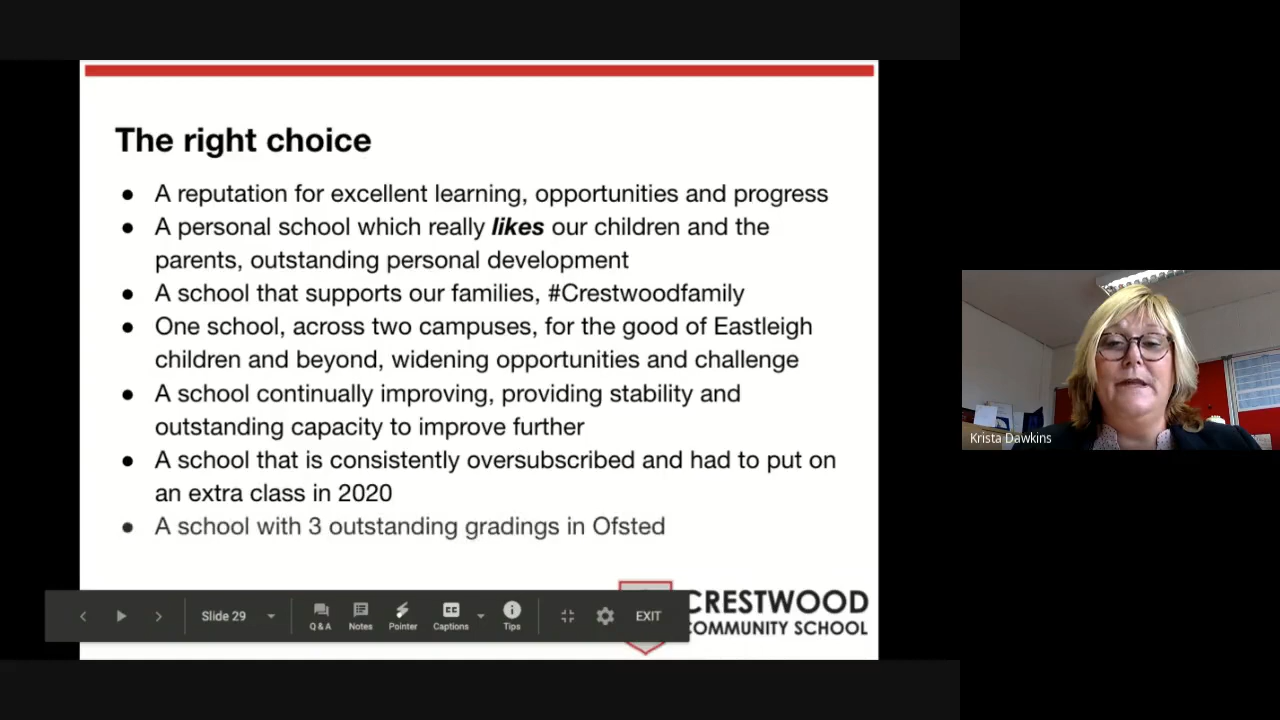 The right choice
● A reputation for excellent learning, opportunities and progress
● A personal school which really likes our children and the
parents, outstanding personal development
● A school that supports our families, #Crestwoodfamily
● One school, across two campuses, for the good of Eastleigh
children and beyond, widening opportunities and challenge
● A school continually improving, providing stability and
outstanding capacity to improve further
● A school that is consistently oversubscribed and had to put on
an extra class in 2020
● A school with 3 outstanding gradings in Ofsted
Slide 29
Q & A
Notes
Pointer
Captions
Tips
EXIT
CRESTWOOD
COMMUNITY SCHOOL
Krista Dawkins